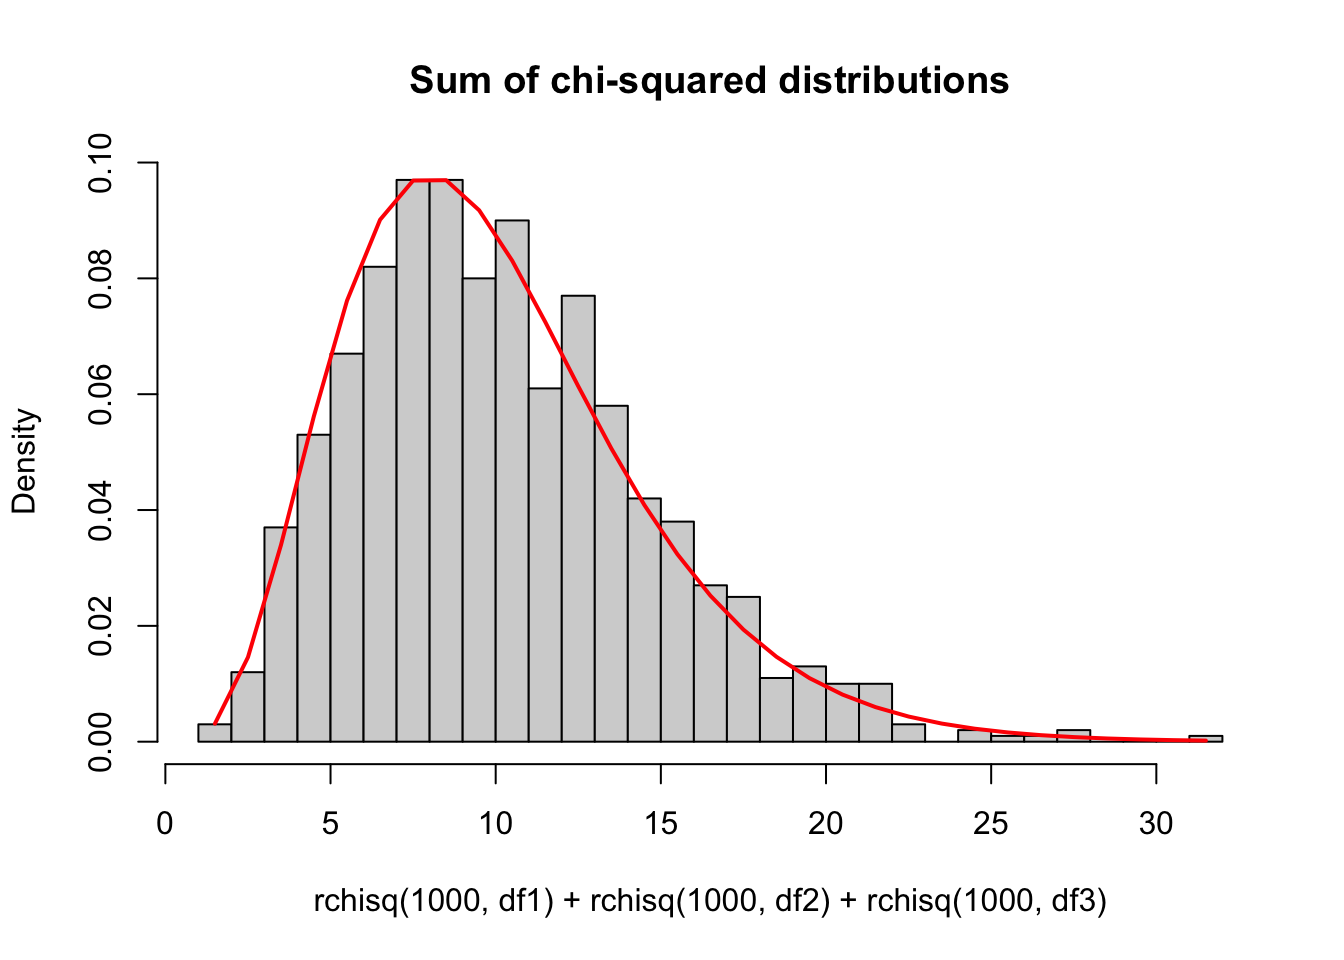 Sum of chi-squared distributions
0.10
0.08
0.06
0.04
0.02
0.00
Density
0 5 10 15 20 25 30
rchisq(1000, df1) + rchisq(1000, df2) + rchisq(1000, df3)